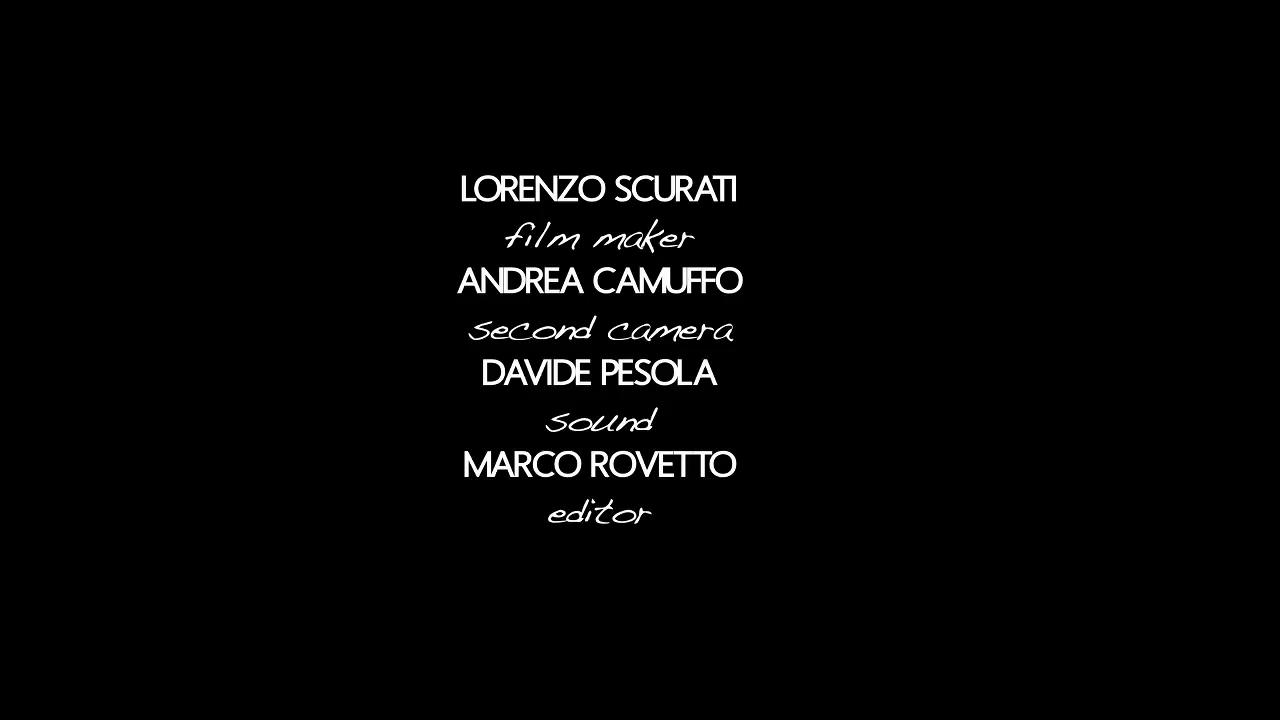 LORENZO SCURATI
film maker
ANDREA CAMUFFO
second camera
DAVIDE PESOLA
sound
MARCO ROVETTO
editor